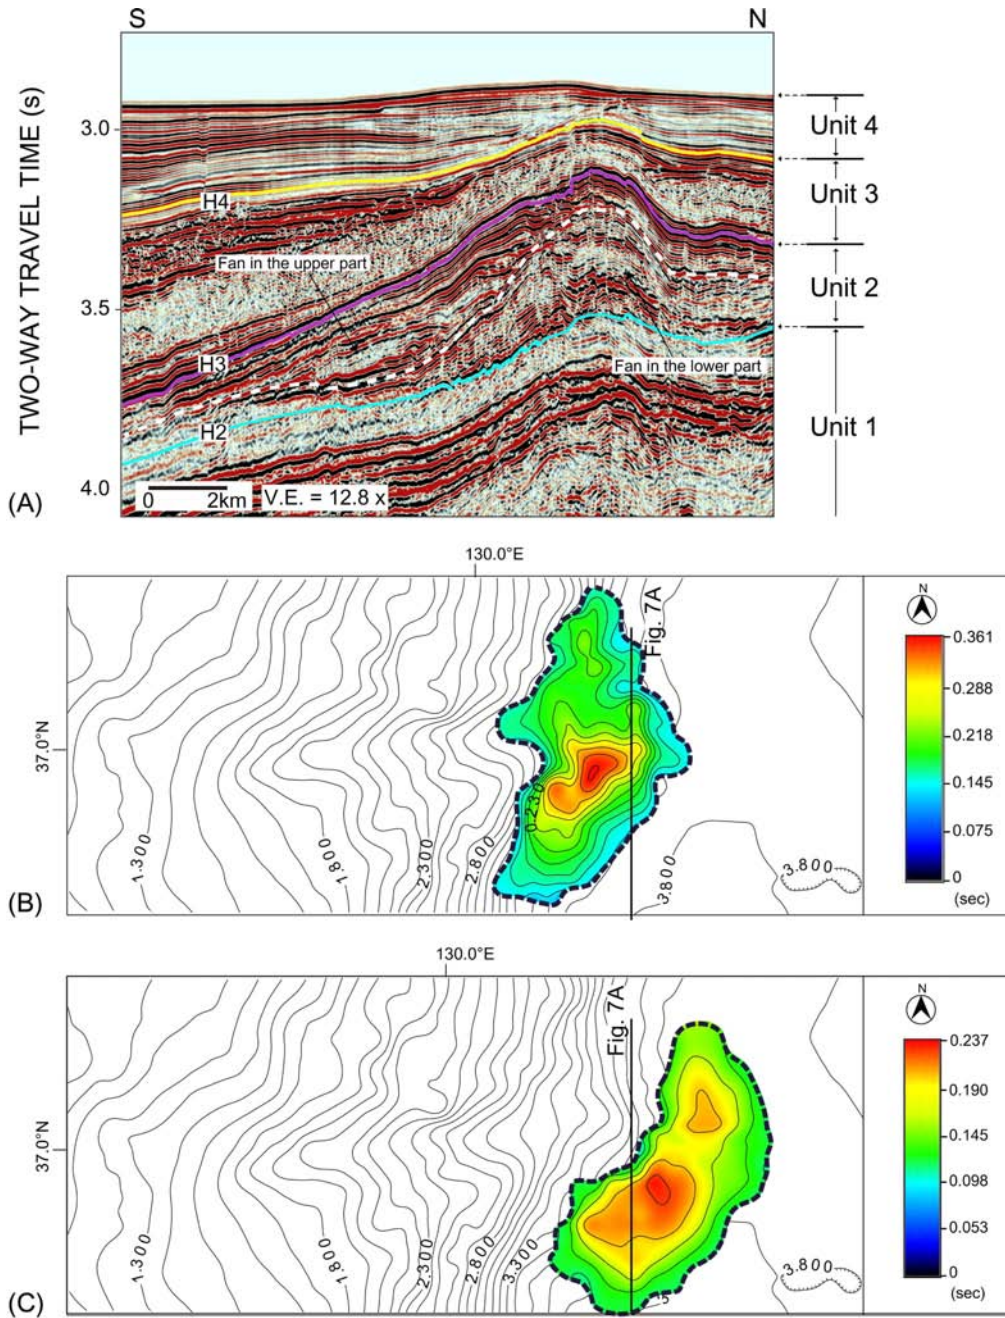 S
N
TWO-WAY TRAVEL TIME (s)
3.0
3.5
4.0
H4
Fan in the upper part
H3
H2
Fan in the lower part
0
2km
V.E. = 12.8 x
Unit 4
Unit 3
Unit 2
Unit 1
(A)
130.0°E
37.0°N
Fig. 7A
1.300
1.800
2.300
2.800
0.230
3.800
3.800
N
0.361
0.288
0.218
0.145
0.075
0
(sec)
(B)
130.0°E
37.0°N
Fig. 7A
1.300
1.800
2.300
2.800
3.300
3.800
N
0.237
0.190
0.145
0.098
0.053
0
(sec)
(C)